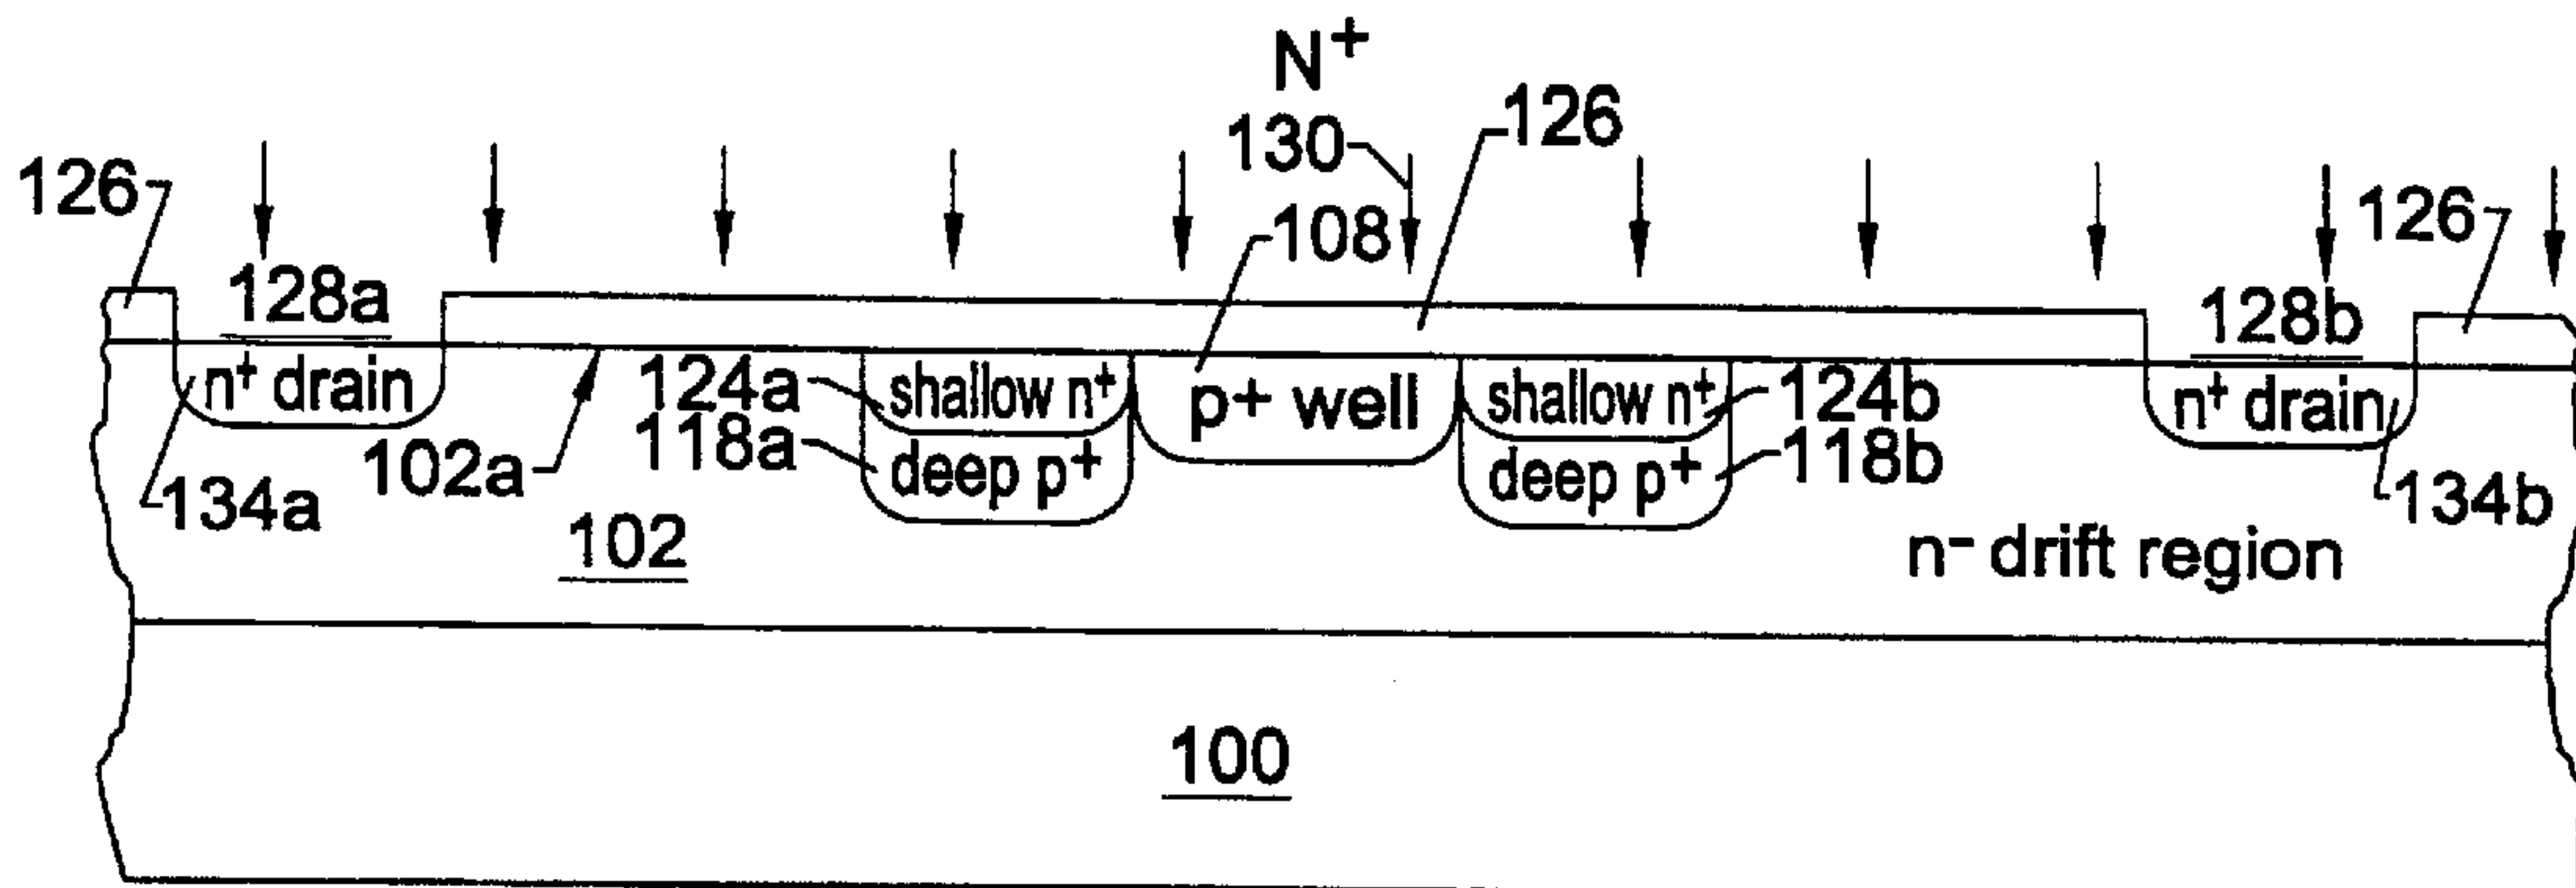 N+
130
126
126
108
126
128a
128b
n+ drain
124a
shallow n+
p+ well
shallow n+
124b
n+ drain
102a
118a
deep p+
deep p+
118b
134a
134b
102
n- drift region
100